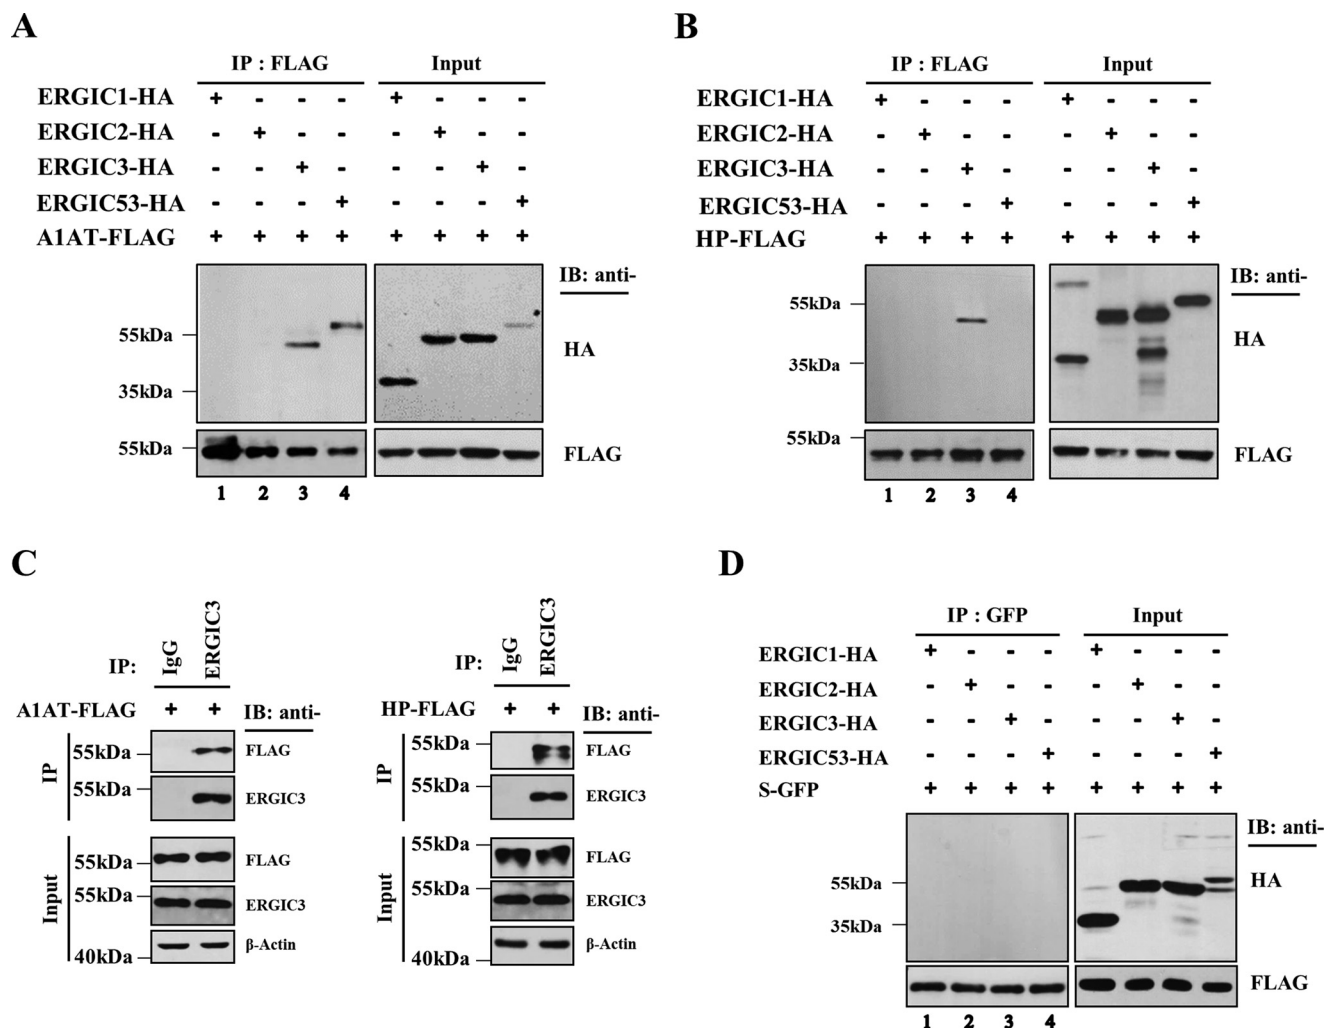 A
IP : FLAG Input
ERGIC1-HA + - - - + - - -
ERGIC2-HA - + - - - + - -
ERGIC3-HA - - + - - - + -
ERGIC53-HA - - - + - - - +
A1AT-FLAG + + + + + + + +
IB: anti-
55kDa
HA
35kDa
55kDa FLAG
1 2 3 4
B
IP : FLAG Input
ERGIC1-HA + - - - + - - -
ERGIC2-HA - + - - - + - -
ERGIC3-HA - - + - - - + -
ERGIC53-HA - - - + - - - +
HP-FLAG + + + + + + + +
IB: anti-
55kDa
HA
35kDa
55kDa
FLAG
1 2 3 4
C
IP: IgG ERGIC3
A1AT-FLAG + + IB: anti-
IP
55kDa FLAG
55kDa ERGIC3
Input
55kDa FLAG
55kDa ERGIC3
β-Actin
40kDa
IP: IgG ERGIC3
HP-FLAG + + IB: anti-
IP
55kDa FLAG
55kDa ERGIC3
Input
55kDa FLAG
55kDa ERGIC3
β-Actin
40kDa
D
IP : GFP Input
ERGIC1-HA + - - - + - - -
ERGIC2-HA - + - - - + - -
ERGIC3-HA - - + - - - + -
ERGIC53-HA - - - + - - - +
S-GFP + + + + + + + +
IB: anti-
55kDa HA
35kDa
FLAG
1 2 3 4